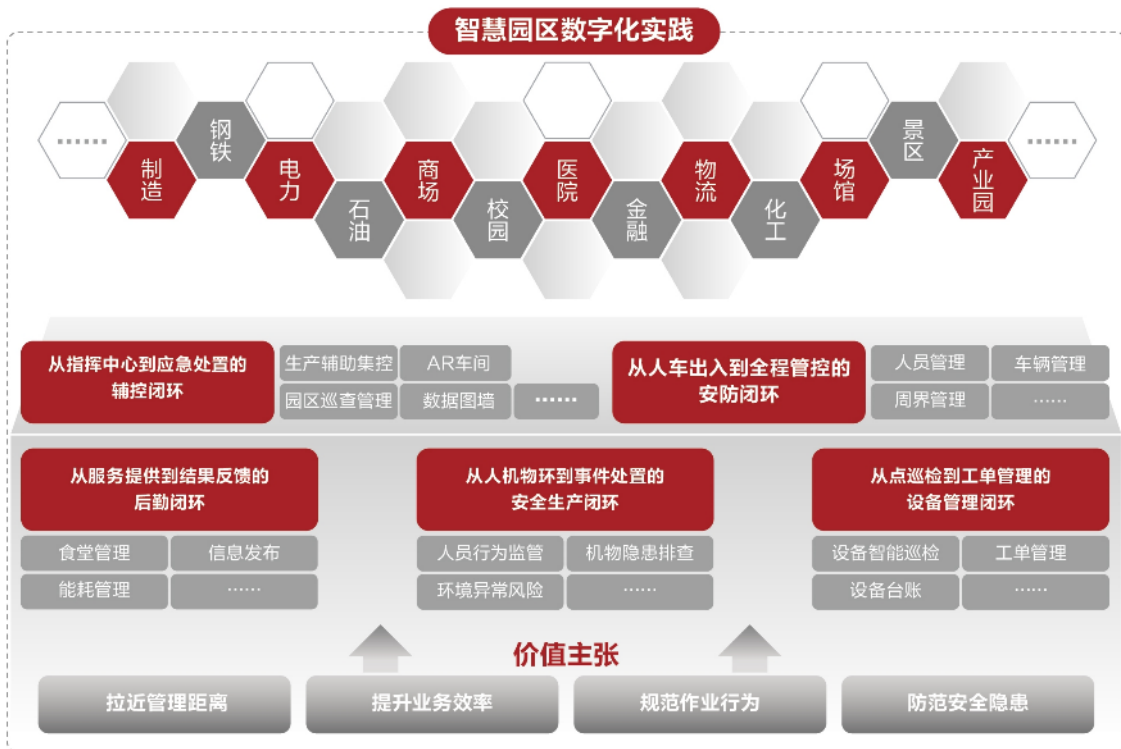 智慧园区数字化实践
……
制造
钢铁
电力
石油
商场
校园
医院
金融
物流
化工
场馆
景区
产业园
……
从指挥中心到应急处置的
辅控闭环
生产辅助集控
AR车间
园区巡查管理
数据图墙
……
从人车出入到全程管控的
安防闭环
人员管理
车辆管理
周界管理
……
从服务提供到结果反馈的
后勤闭环
食堂管理
信息发布
能耗管理
……
从人机物环到事件处置的
安全生产闭环
人员行为监管
机物隐患排查
环境异常风险
……
从点巡检到工单管理的
设备管理闭环
设备智能巡检
工单管理
设备台账
……
价值主张
拉近管理距离
提升业务效率
规范作业行为
防范安全隐患